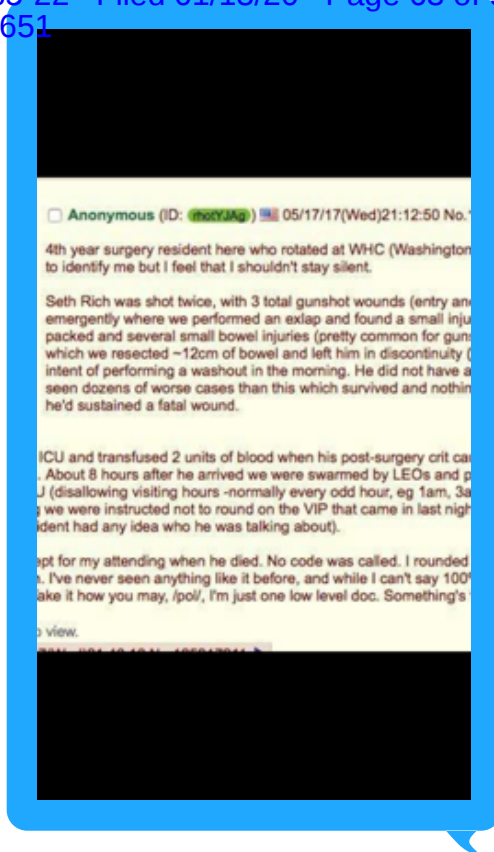 22 Filed 01/13/20 Page 63 of
651
Anonymous (ID: rhotYJAg) 05/17/17(Wed)21:12:50 No.
4th year surgery resident here who rotated at WHC (Washington
to identify me but I feel that I shouldn't stay silent.
Seth Rich was shot twice, with 3 total gunshot wounds (entry and
emergently where we performed an exlap and found a small inju
packed and several small bowel injuries (pretty common for guns
which we resected ~12cm of bowel and left him in discontinuity (
intent of performing a washout in the morning. He did not have a
seen dozens of worse cases than this which survived and nothin
he'd sustained a fatal wound.
ICU and transfused 2 units of blood when his post-surgery crit ca
. About 8 hours after he arrived we were swarmed by LEOs and p
U (disallowing visiting hours -normally every odd hour, eg 1am, 3a
we were instructed not to round on the VIP that came in last nigh
ident had any idea who he was talking about).
ept for my attending when he died. No code was called. I rounded
. I've never seen anything like it before, and while I can't say 100
ake it how you may, /pol/, I'm just one low level doc. Something's
view.